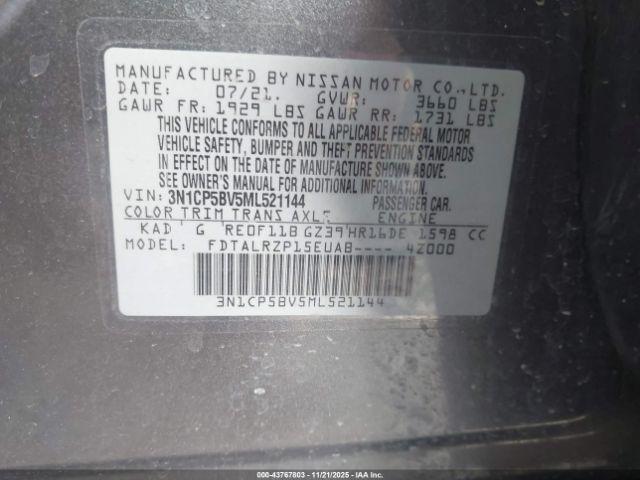 MANUFACTURED BY NISSAN MOTOR CO.,LTD.
DATE: 07/21. GVWR: 3660 LBS
GAWR FR: 1929 LBS GAWR RR: 1731 LBS
THIS VEHICLE CONFORMS TO ALL APPLICABLE FEDERAL MOTOR
VEHICLE SAFETY, BUMPER AND THEFT PREVENTION STANDARDS
IN EFFECT ON THE DATE OF MANUFACTURE SHOWN ABOVE.
SEE OWNER'S MANUAL FOR ADDITIONAL INFORMATION.
VIN: 3N1CP5BV5ML521144 PASSENGER CAR.
COLOR TRIM TRANS AXLE ENGINE
KAD G RE0F11B GZ39 HR16DE 1598 CC
MODEL: FDTALRZP15EUAB---- 4Z000
3N1CP5BV5ML521144
000-43767803 — 11/21/2025 — IAAI.COM